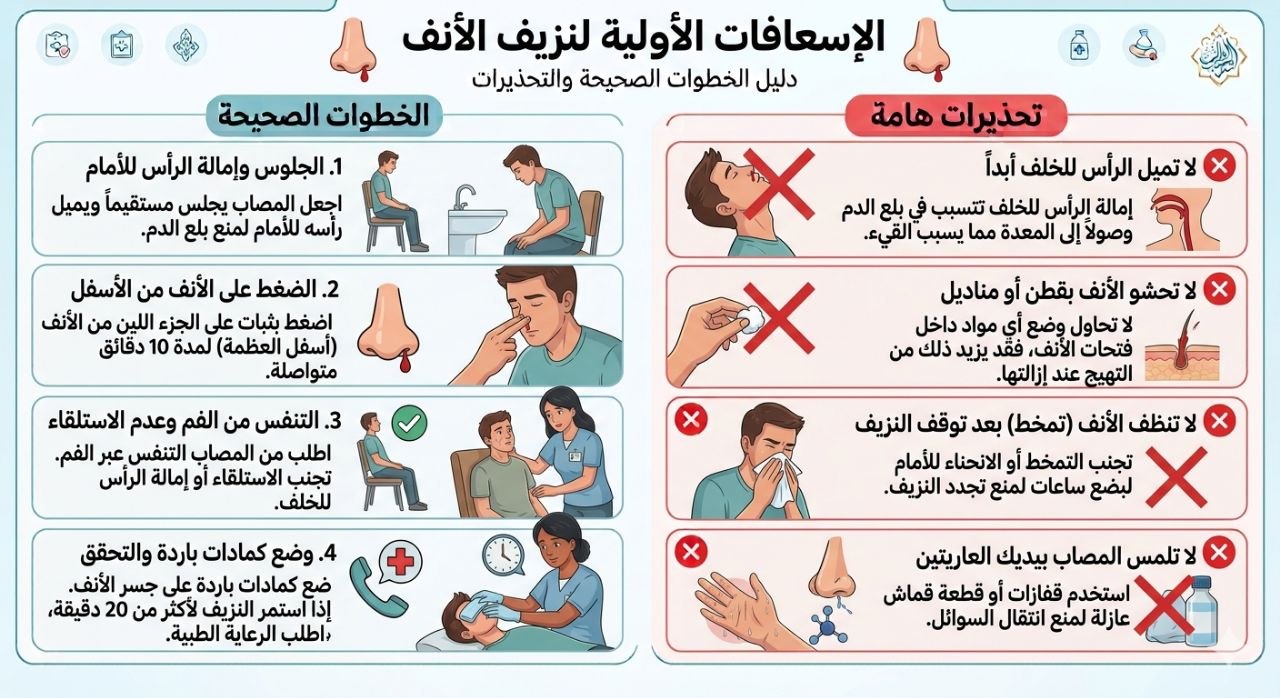 الإسعافات الأولية لنزيف الأنف
دليل الخطوات الصحيحة والتحذيرات
تحذيرات هامة
لا تميل الرأس للخلف أبداً
إمالة الرأس للخلف تتسبب في بلع الدم
وصولاً إلى المعدة مما يسبب القيء.
لا تحشو الأنف بقطن أو مناديل
لا تحاول وضع أي مواد داخل
فتحات الأنف، فقد يزيد ذلك من
التهيج عند إزالتها.
لا تنظف الأنف (تمخط) بعد توقف النزيف
تجنب التمخط أو الانحناء للأمام
لبضع ساعات لمنع تجدد النزيف.
لا تلمس المصاب بيديك العاريتين
استخدم قفازات أو قطعة قماش
عازلة لمنع انتقال السوائل.
الخطوات الصحيحة
1. الجلوس وإمالة الرأس للأمام
اجعل المصاب يجلس مستقيماً ويميل
رأسه للأمام لمنع بلع الدم.
2. الضغط على الأنف من الأسفل
اضغط بثبات على الجزء اللين من الأنف
(أسفل العظمة) لمدة 10 دقائق
متواصلة.
3. التنفس من الفم وعدم الاستلقاء
اطلب من المصاب التنفس عبر الفم.
تجنب الاستلقاء أو إمالة الرأس
للخلف.
4. وضع كمادات باردة والتحقق
ضع كمادات باردة على جسر الأنف.
إذا استمر النزيف لأكثر من 20 دقيقة،
اطلب الرعاية الطبية.